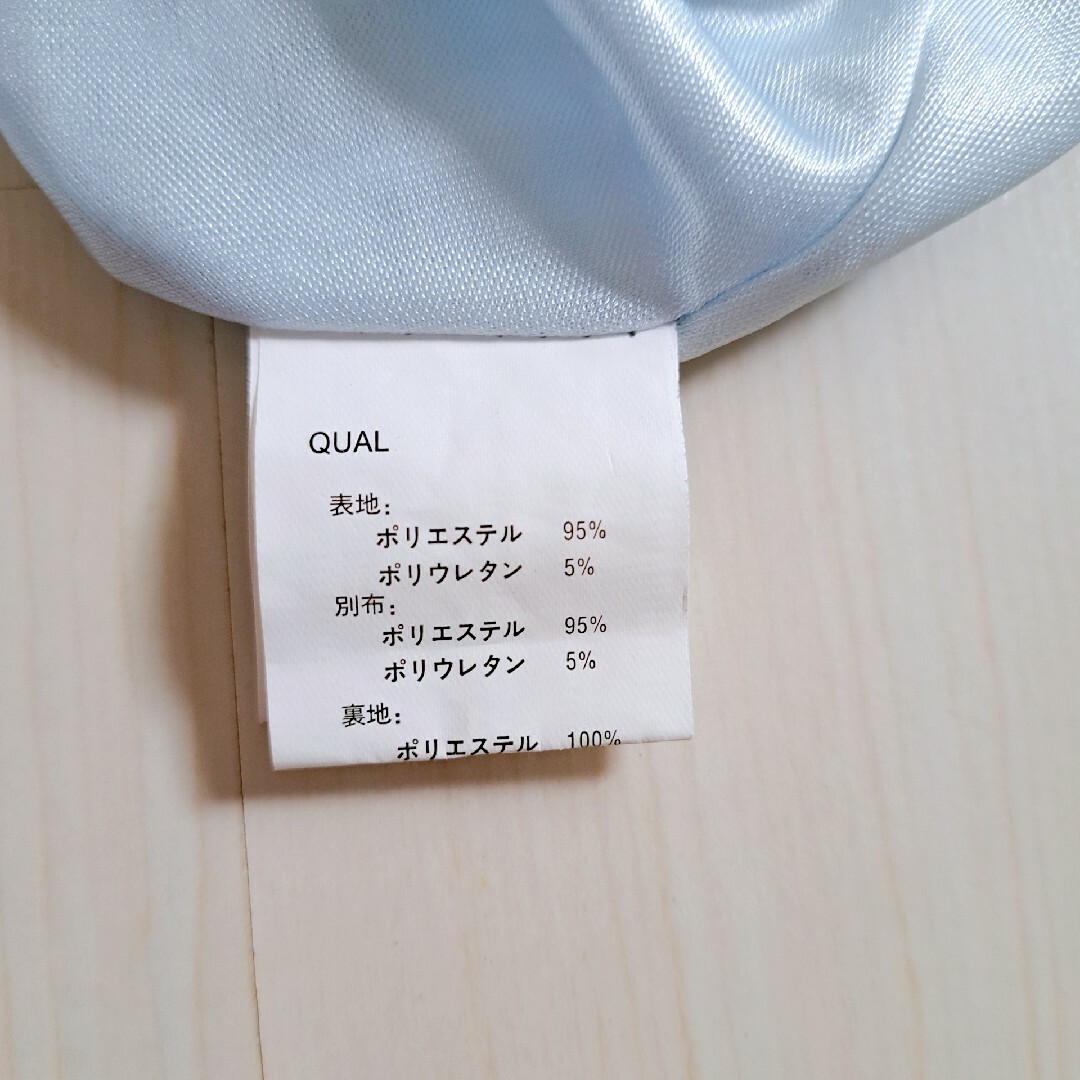 QUAL
表地:
ポリエステル 95%
ポリウレタン 5%
別布:
ポリエステル 95%
ポリウレタン 5%
裏地:
ポリエステル 100%